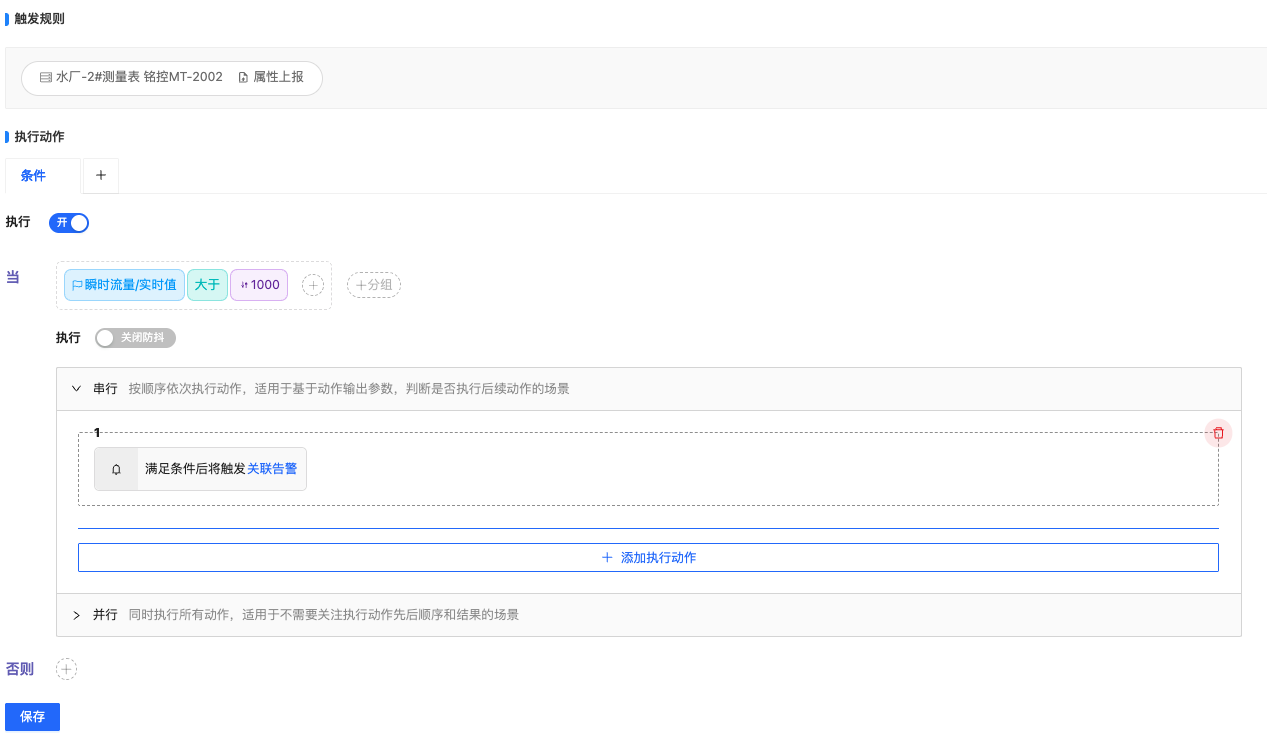 触发规则
水厂-2#测量表 铭控MT-2002 属性上报
执行动作
条件 +
执行 开
当 瞬时流量/实时值 大于 1000 + +分组
执行 关闭防抖
串行 按顺序依次执行动作，适用于基于动作输出参数，判断是否执行后续动作的场景
1
满足条件后将触发关联告警
+ 添加执行动作
并行 同时执行所有动作，适用于不需要关注执行动作先后顺序和结果的场景
否则 +
保存